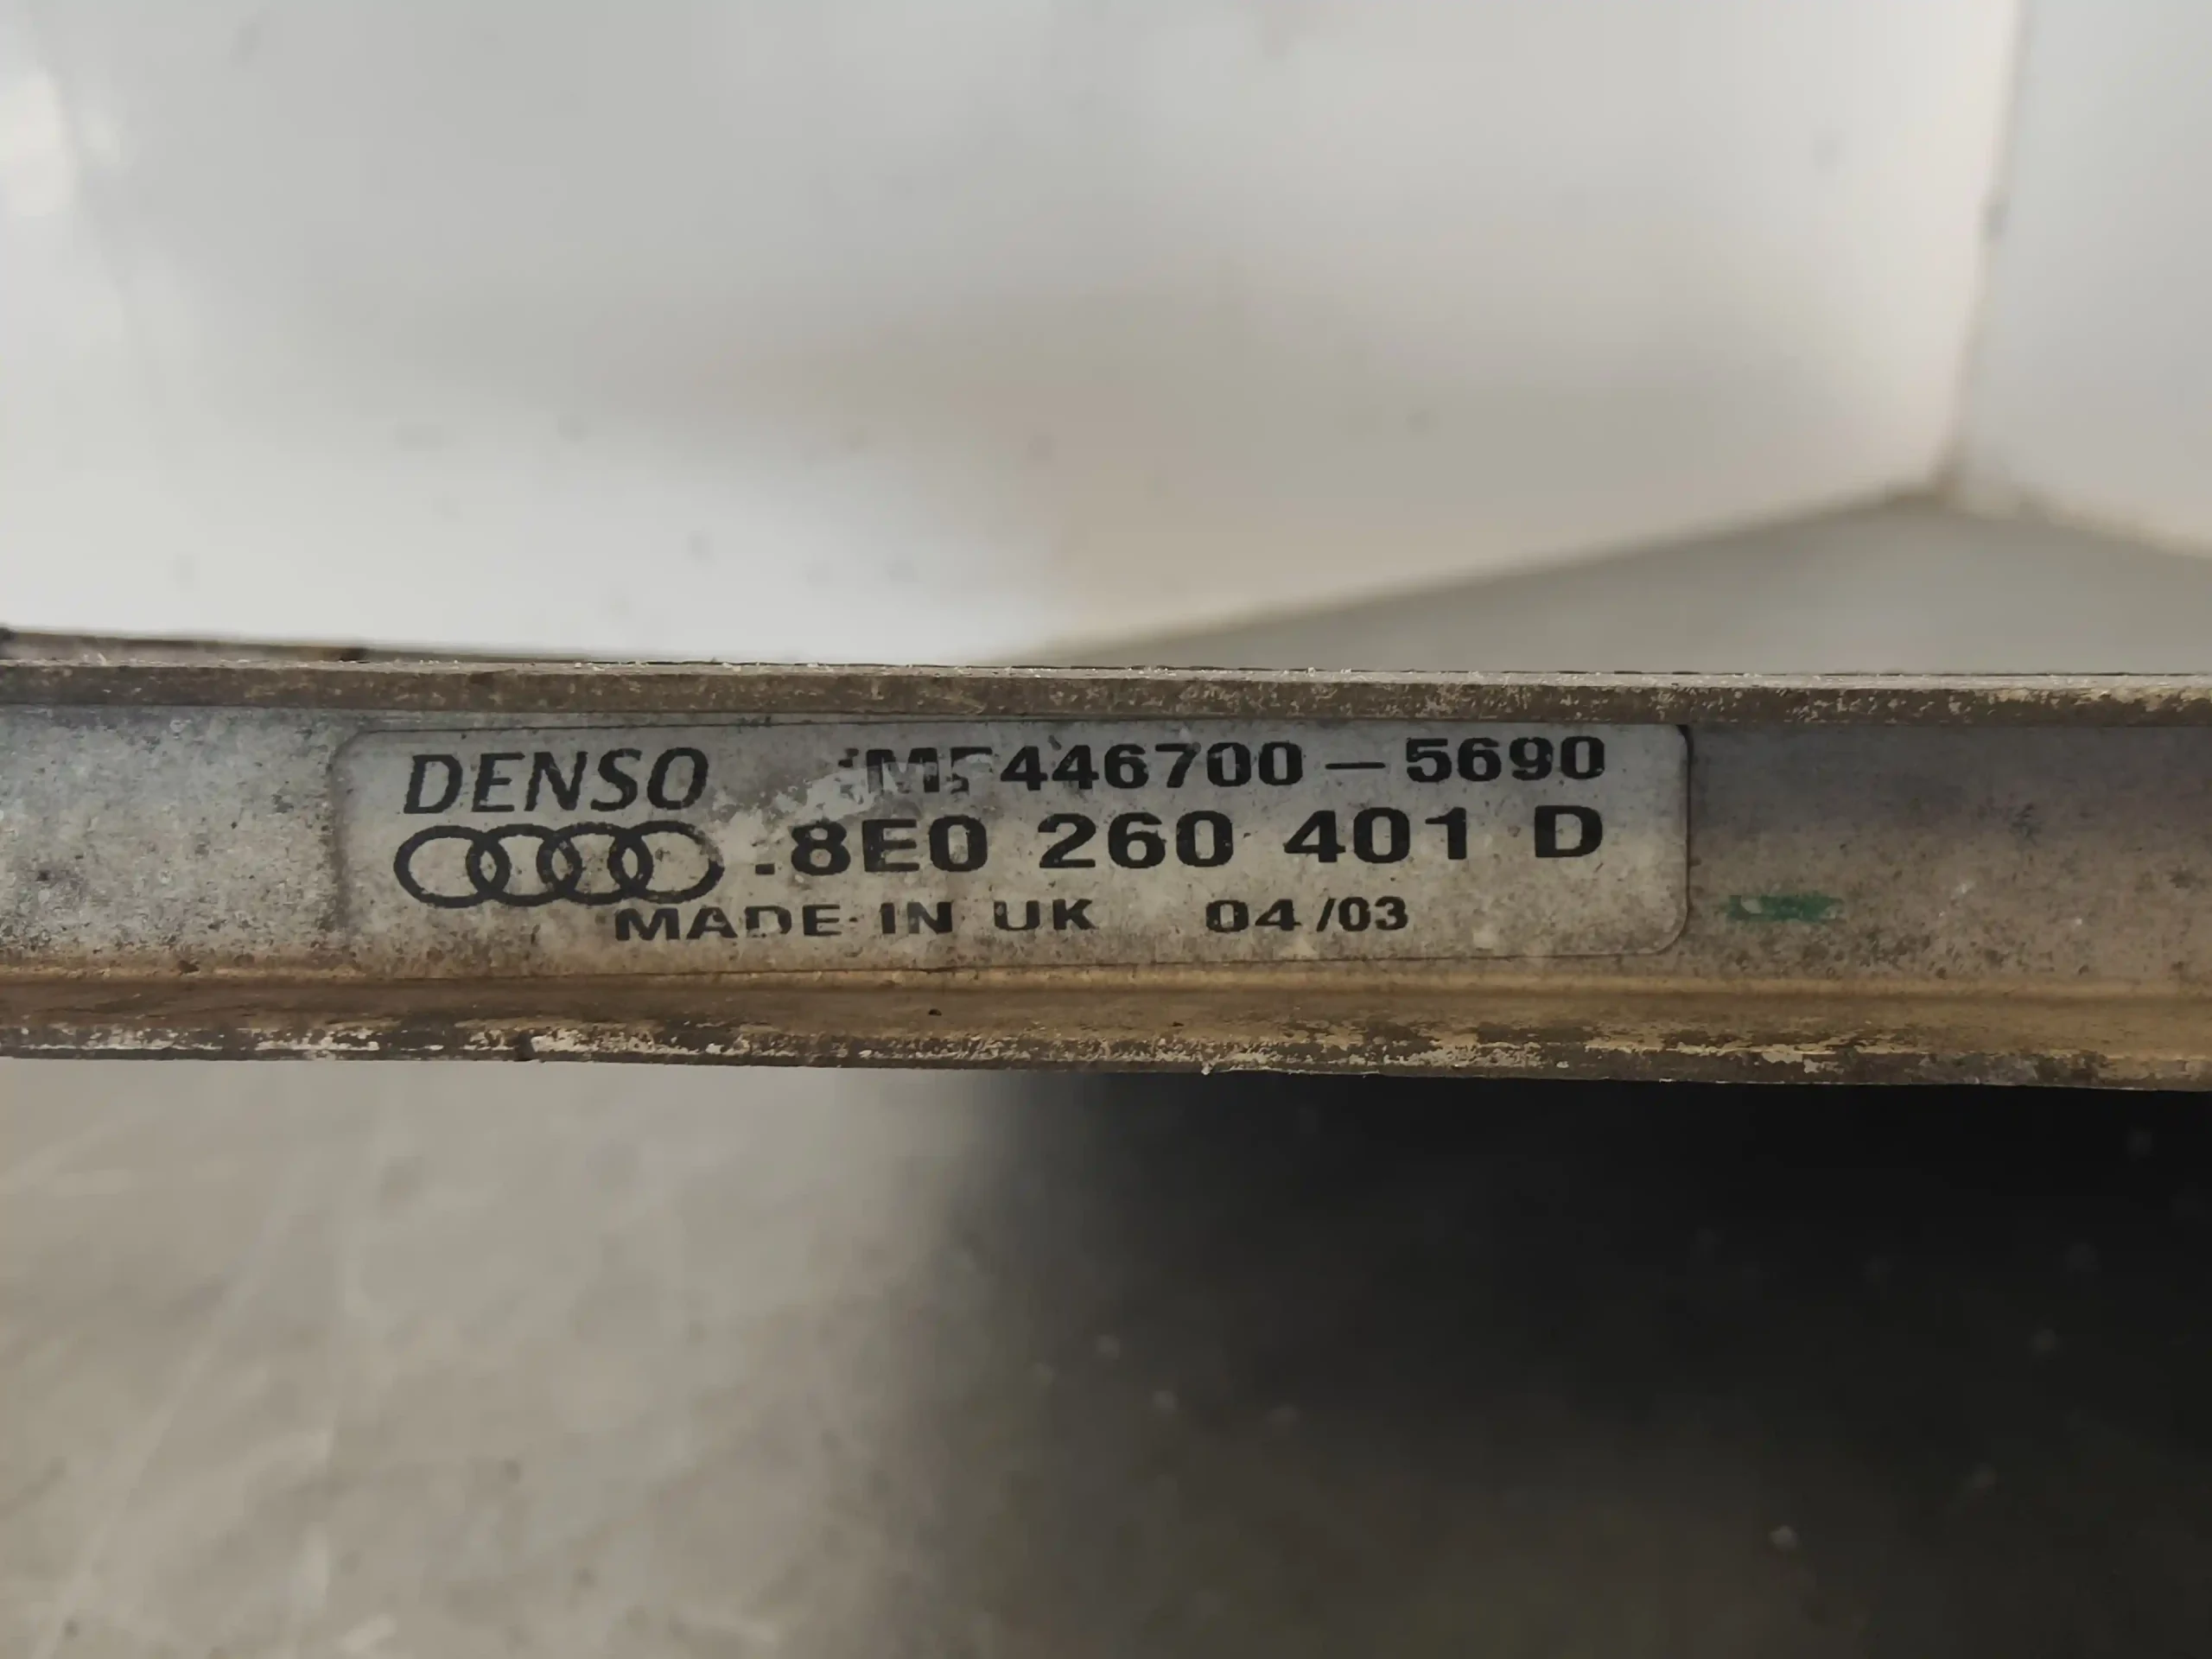 DENSO 446700-5690
.8E0 260 401 D
MADE IN UK 04/03